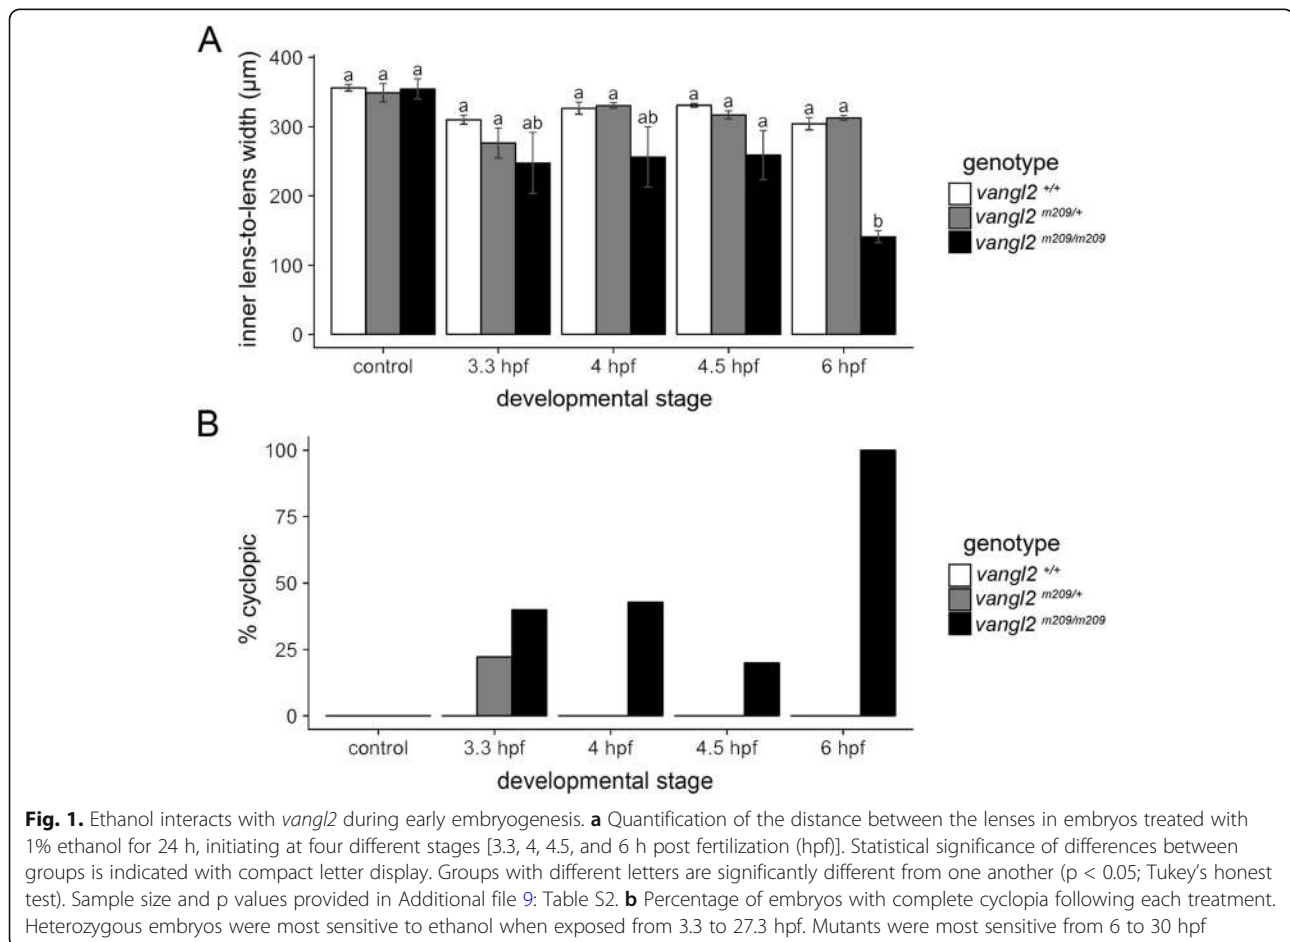 A
inner lens-to-lens width (μm)
400
300
200
100
0
a a a
a a ab
a a ab
a a a
a a b
control 3.3 hpf 4 hpf 4.5 hpf 6 hpf
developmental stage
genotype
vangl2 +/+
vangl2 m209/+
vangl2 m209/m209
B
% cyclopic
100
75
50
25
0
control 3.3 hpf 4 hpf 4.5 hpf 6 hpf
developmental stage
genotype
vangl2 +/+
vangl2 m209/+
vangl2 m209/m209
Fig. 1. Ethanol interacts with vangl2 during early embryogenesis. a Quantification of the distance between the lenses in embryos treated with
1% ethanol for 24 h, initiating at four different stages [3.3, 4, 4.5, and 6 h post fertilization (hpf)]. Statistical significance of differences between
groups is indicated with compact letter display. Groups with different letters are significantly different from one another (p < 0.05; Tukey's honest
test). Sample size and p values provided in Additional file 9: Table S2. b Percentage of embryos with complete cyclopia following each treatment.
Heterozygous embryos were most sensitive to ethanol when exposed from 3.3 to 27.3 hpf. Mutants were most sensitive from 6 to 30 hpf